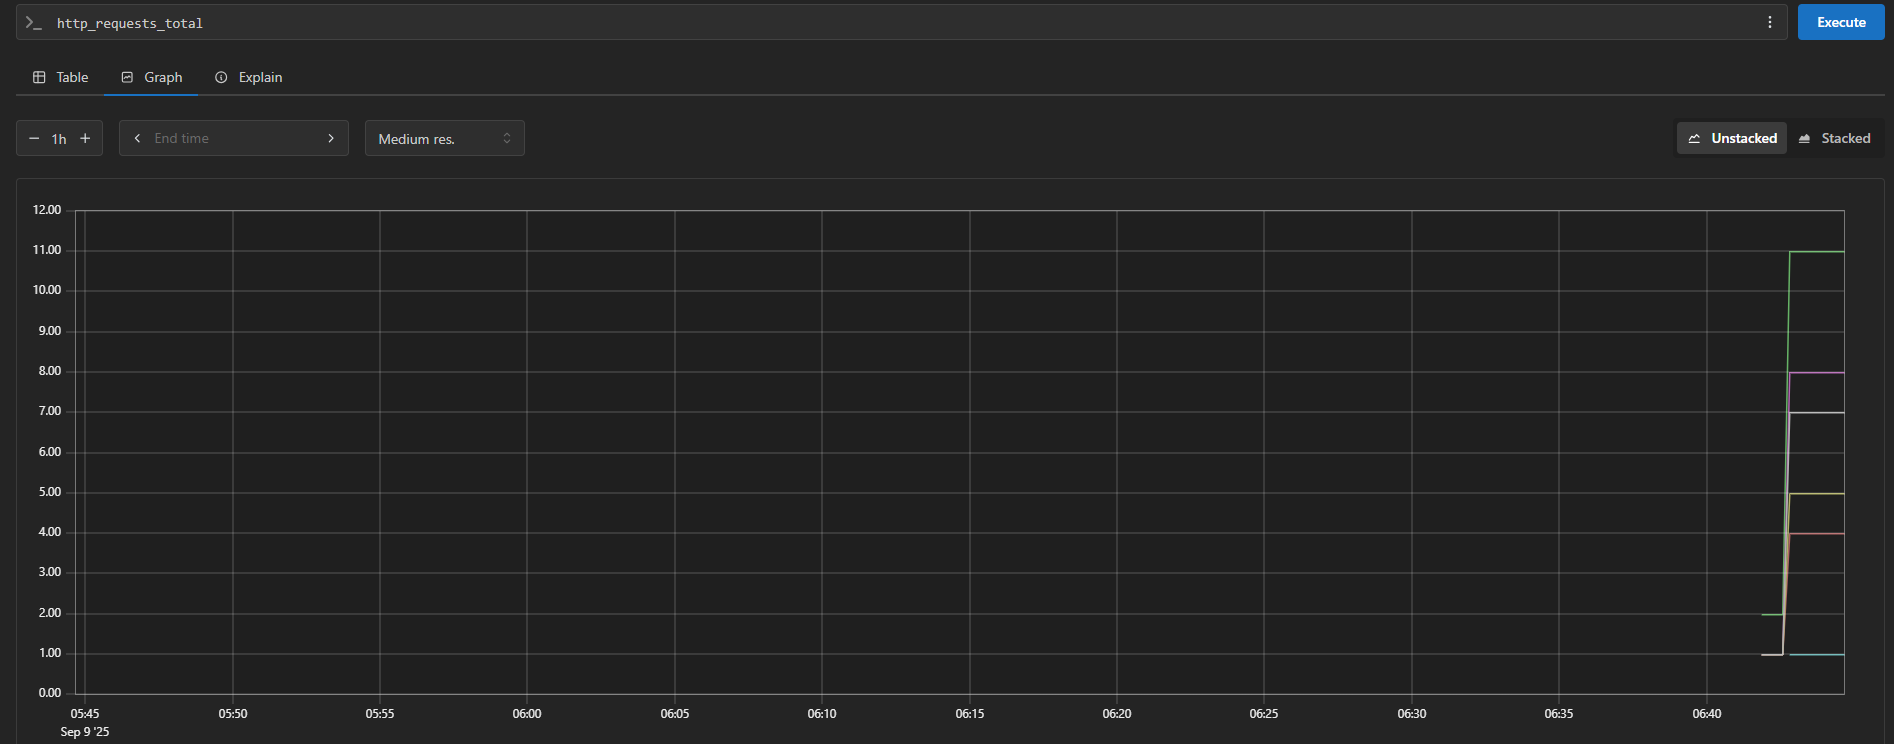 http_requests_total
Execute
Table Graph Explain
1h End time Medium res. Unstacked Stacked
12.00
11.00
10.00
9.00
8.00
7.00
6.00
5.00
4.00
3.00
2.00
1.00
0.00
05:45 05:50 05:55 06:00 06:05 06:10 06:15 06:20 06:25 06:30 06:35 06:40
Sep 9 '25